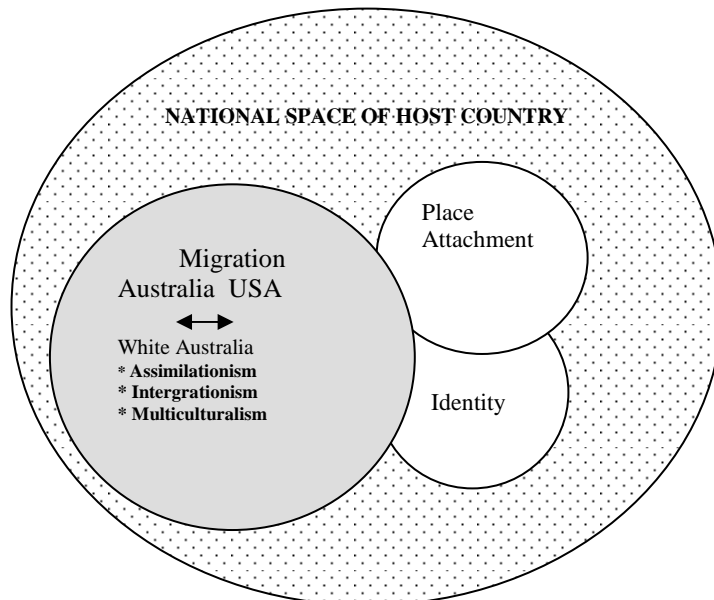 NATIONAL SPACE OF HOST COUNTRY
Place
Attachment
Migration
Australia USA
White Australia
* Assimilationism
* Intergrationism
* Multiculturalism
Identity